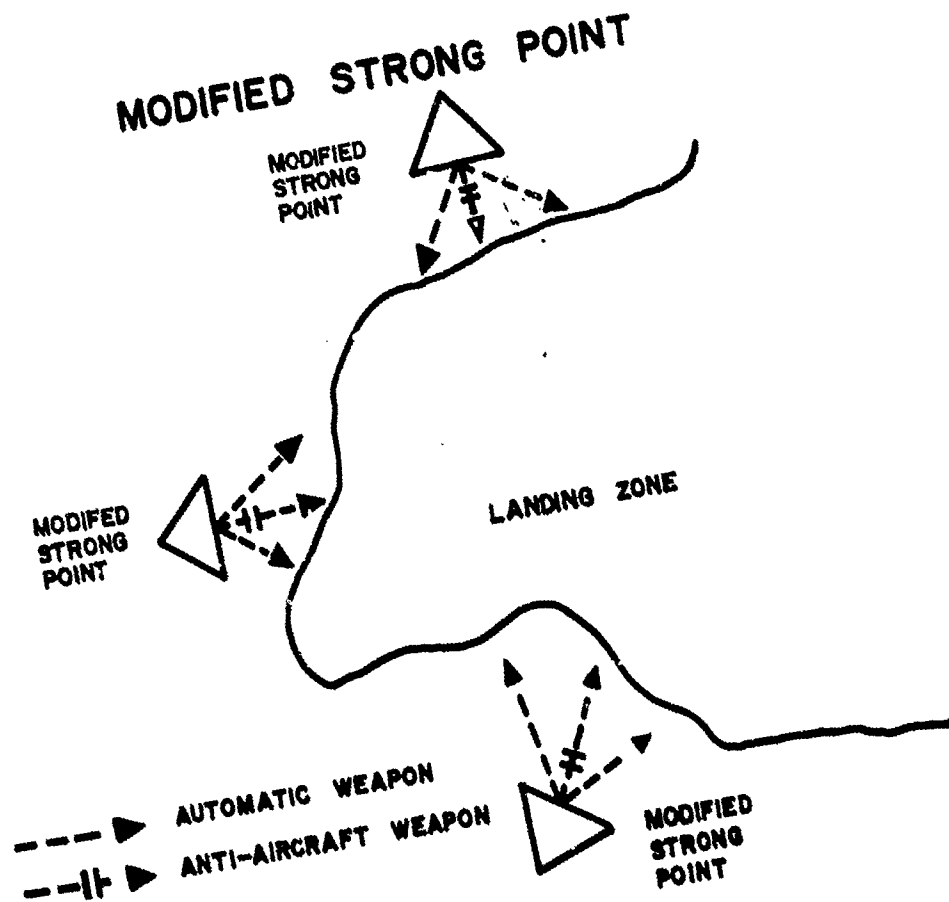 MODIFIED STRONG POINT
MODIFIED
STRONG
POINT
MODIFED
STRONG
POINT
LANDING ZONE
AUTOMATIC WEAPON
ANTI-AIRCRAFT WEAPON
MODIFIED
STRONG
POINT